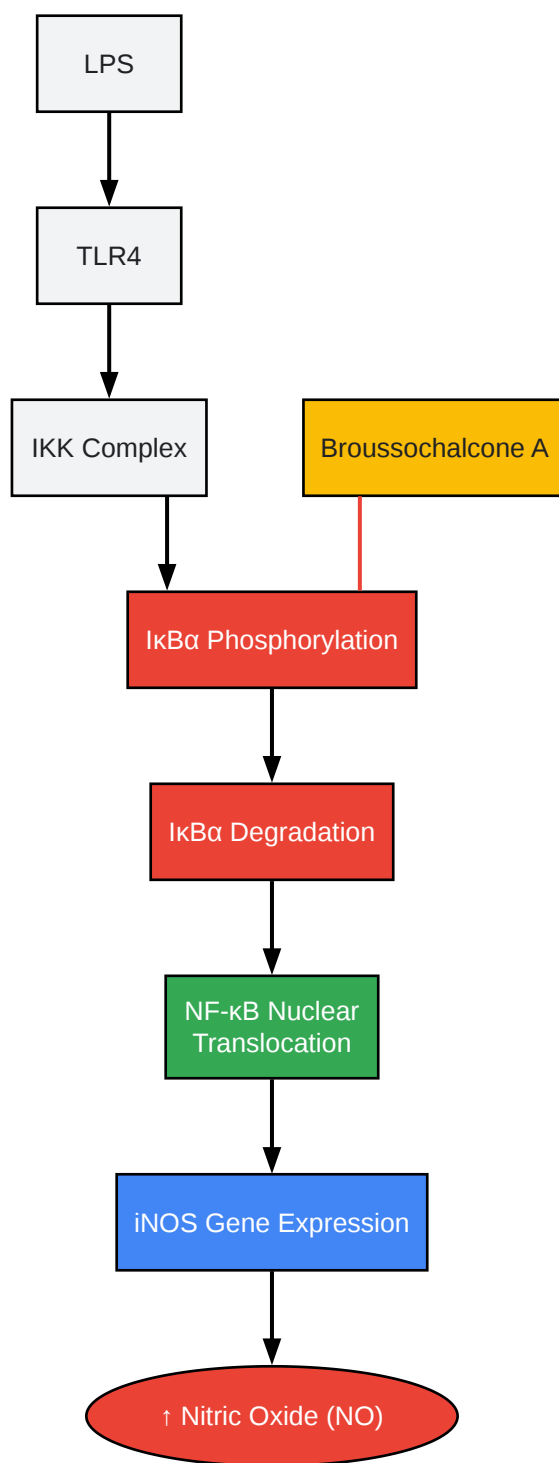 LPS
TLR4
IKK Complex
Broussochalcone A
IκBα Phosphorylation
IκBα Degradation
NF-κB Nuclear
Translocation
iNOS Gene Expression
↑ Nitric Oxide (NO)